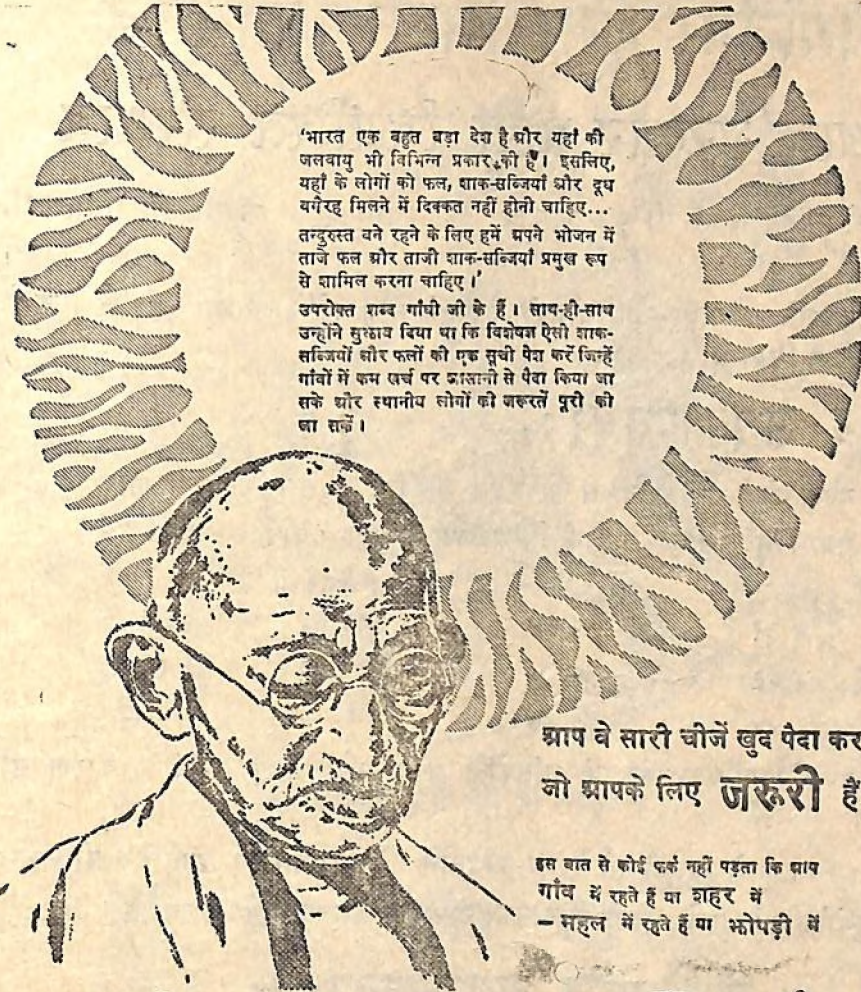 'भारत एक बहुत बड़ा देश है और यहाँ की
जलवायु भी विभिन्न प्रकार की है। इसलिए,
यहाँ के लोगों को फल, शाक-सब्जियाँ और दूध
वगैरह मिलने में दिक्कत नहीं होनी चाहिए...
तन्दुरुस्त बने रहने के लिए हमें अपने भोजन में
ताजे फल और ताजी शाक-सब्जियाँ प्रमुख रूप
से शामिल करना चाहिए।'
उपरोक्त शब्द गाँधी जी के हैं। साथ-ही-साथ
उन्होंने सुझाव दिया था कि विशेषज्ञ ऐसी शाक-
सब्जियों और फलों की एक सूची पेश करें जिन्हें
गाँवों में कम खर्च पर आसानी से पैदा किया जा
सके और स्थानीय लोगों की जरूरतें पूरी की
जा सकें।
आप वे सारी चीजें खुद पैदा कर
जो आपके लिए जरूरी हैं
इस बात से कोई फर्क नहीं पड़ता कि आप
गाँव में रहते हैं या शहर में
– महल में रहते हैं या झोपड़ी में